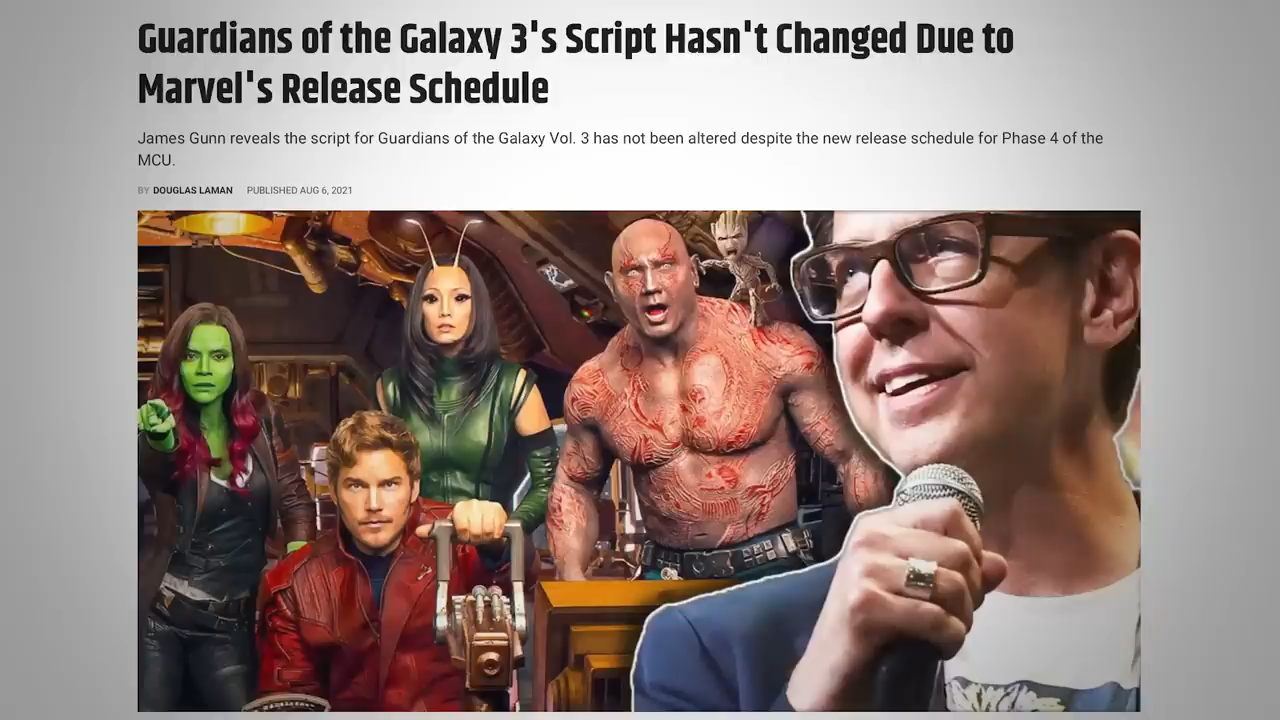 Guardians of the Galaxy 3's Script Hasn't Changed Due to
Marvel's Release Schedule
James Gunn reveals the script for Guardians of the Galaxy Vol. 3 has not been altered despite the new release schedule for Phase 4 of the
MCU.
BY DOUGLAS LAMAN PUBLISHED AUG 6, 2021